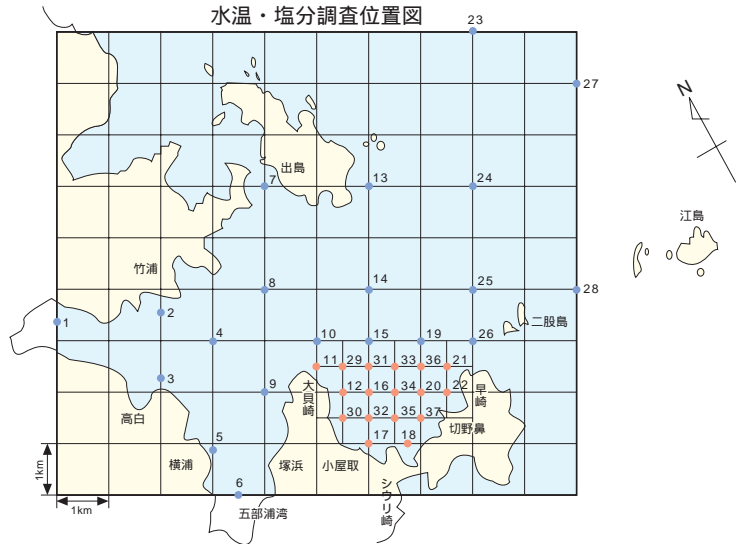 水温・塩分調査位置図
23
27
N
出島
7
13
24
江島
竹浦
8
14
25
28
1
2
二股島
4
10
15
19
26
11
29
31
33
36
21
3
9
大貝崎
12
16
34
20
22
早崎
高白
30
32
35
37
切野鼻
5
17
18
横浦
塚浜
小屋取
1km
6
シウリ崎
1km
五部浦湾